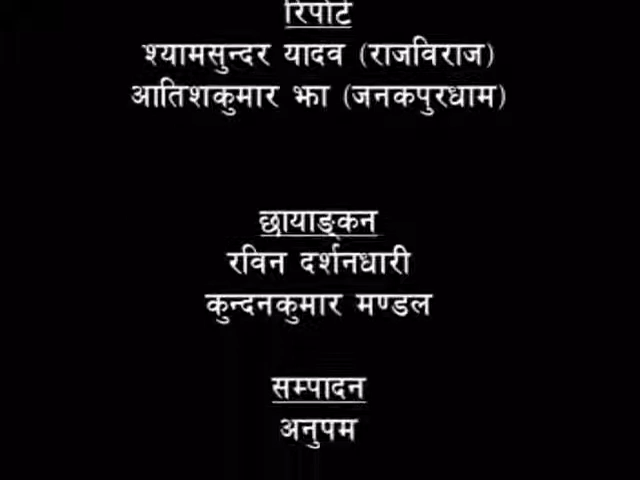 रिपोर्ट
श्यामसुन्दर यादव (राजविराज)
आतिशकुमार झा (जनकपुरधाम)
छायाङ्कन
रविन दर्शनधारी
कुन्दनकुमार मण्डल
सम्पादन
अनुपम